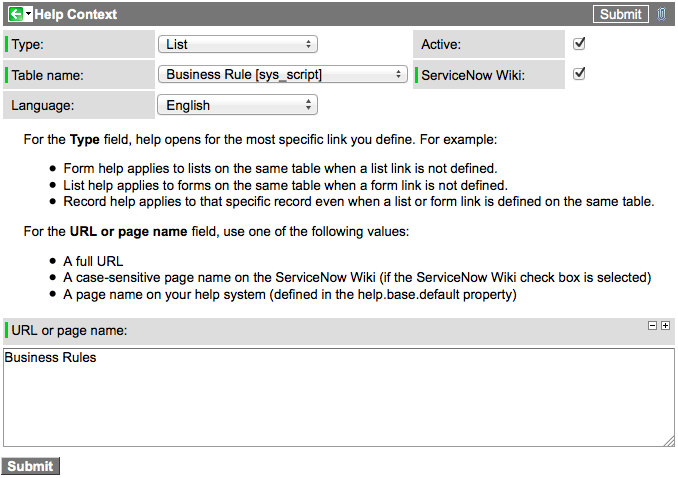 Help Context Submit
Type: List Active:
Table name: Business Rule [sys_script] ServiceNow Wiki:
Language: English
For the Type field, help opens for the most specific link you define. For example:
Form help applies to lists on the same table when a list link is not defined.
List help applies to forms on the same table when a form link is not defined.
Record help applies to that specific record even when a list or form link is defined on the same table.
For the URL or page name field, use one of the following values:
A full URL
A case-sensitive page name on the ServiceNow Wiki (if the ServiceNow Wiki check box is selected)
A page name on your help system (defined in the help.base.default property)
URL or page name:
Business Rules
Submit